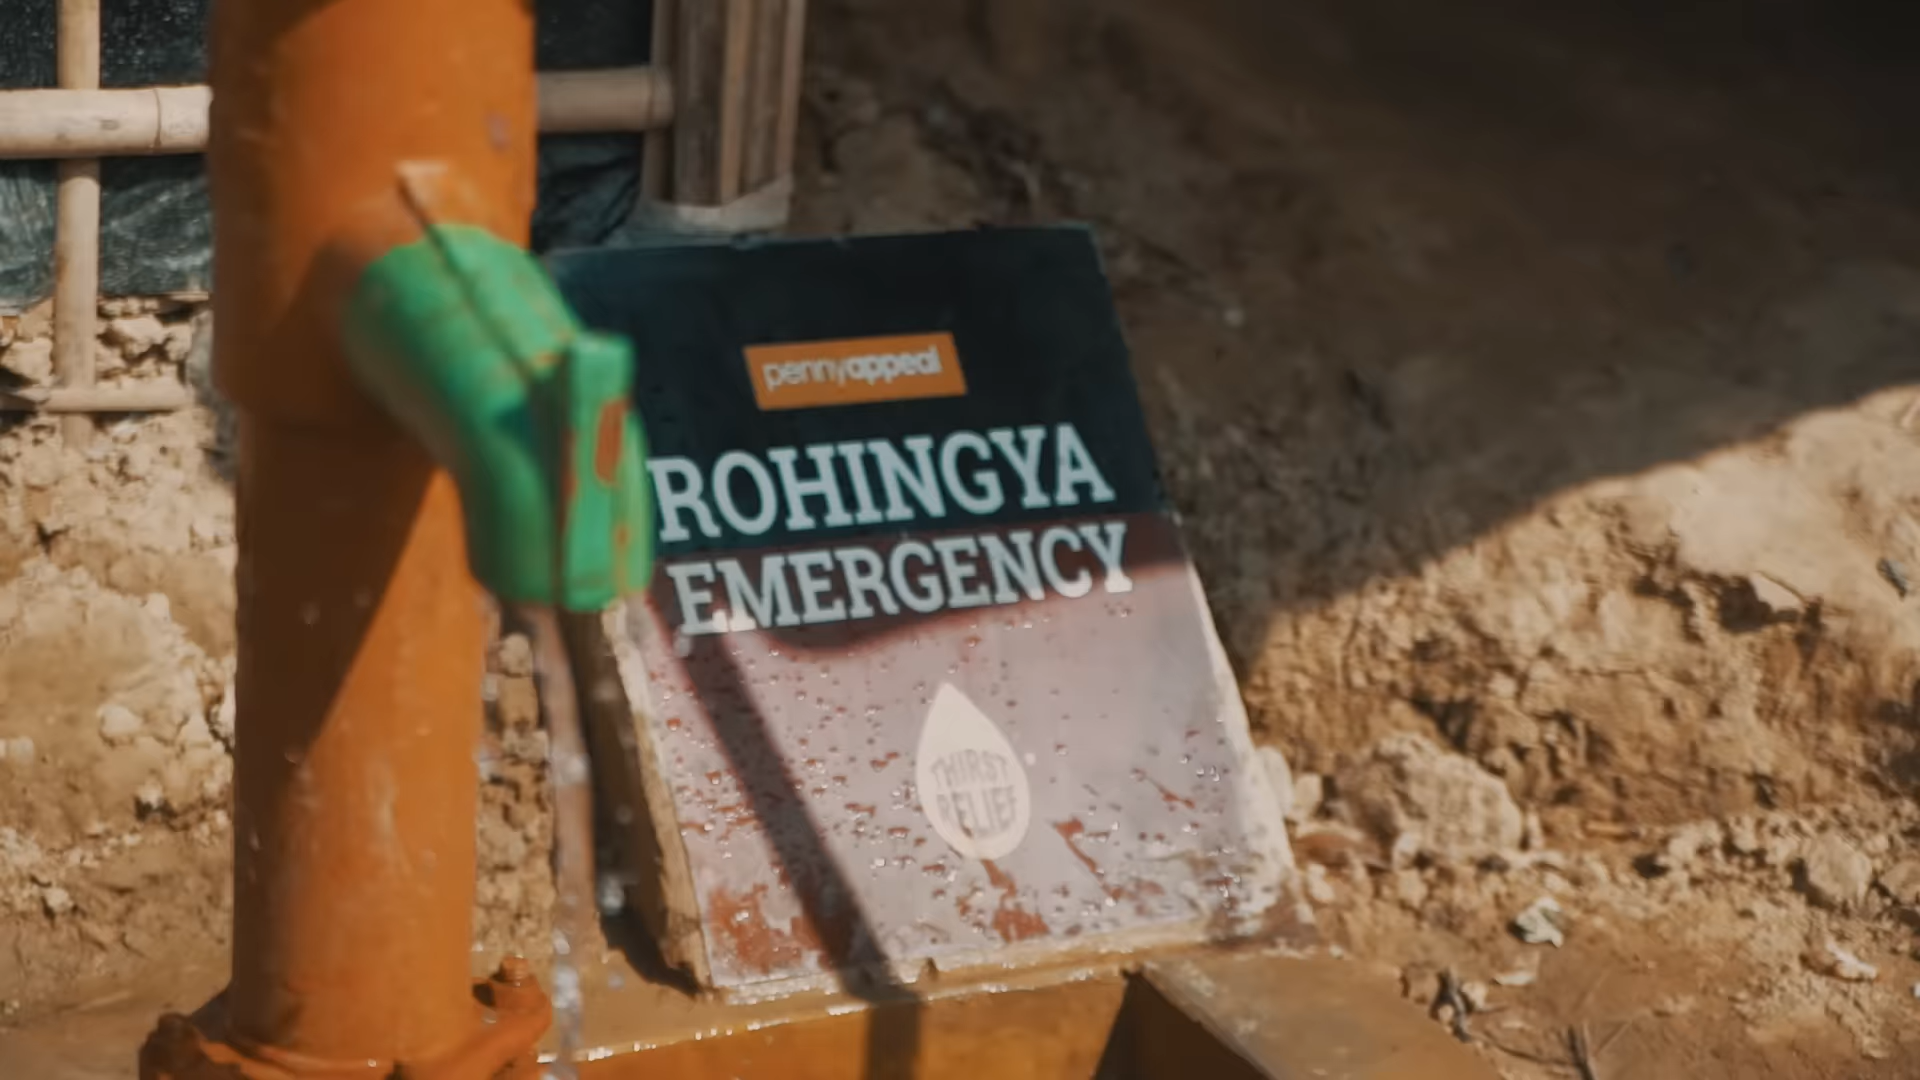 pennyappeal
ROHINGYA
EMERGENCY
THIRST
RELIEF